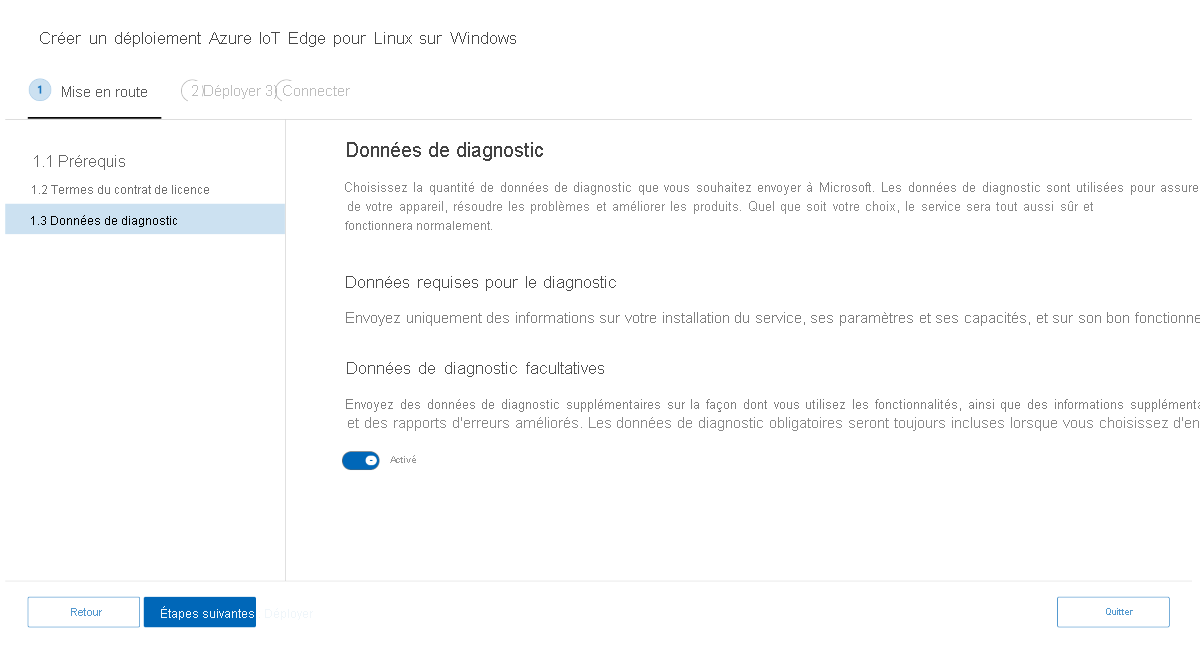 Créer un déploiement Azure IoT Edge pour Linux sur Windows
1 Mise en route
2 Déployer 3 Connecter
1.1 Prérequis
1.2 Termes du contrat de licence
1.3 Données de diagnostic
Données de diagnostic
Choisissez la quantité de données de diagnostic que vous souhaitez envoyer à Microsoft. Les données de diagnostic sont utilisées pour assure
de votre appareil, résoudre les problèmes et améliorer les produits. Quel que soit votre choix, le service sera tout aussi sûr et
fonctionnera normalement.
Données requises pour le diagnostic
Envoyez uniquement des informations sur votre installation du service, ses paramètres et ses capacités, et sur son bon fonctionne
Données de diagnostic facultatives
Envoyez des données de diagnostic supplémentaires sur la façon dont vous utilisez les fonctionnalités, ainsi que des informations supplément
et des rapports d'erreurs améliorés. Les données de diagnostic obligatoires seront toujours incluses lorsque vous choisissez d'en
Activé
Retour
Étapes suivantes Déployer
Quitter